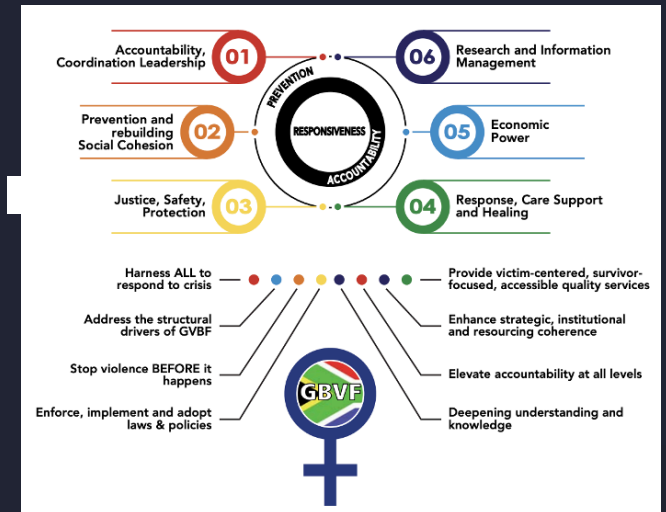 Accountability,
Coordination Leadership
01
06
Research and Information
Management
PREVENTION
Prevention and
rebuilding
Social Cohesion
02
RESPONSIVENESS
05
Economic
Power
ACCOUNTABILITY
Justice, Safety,
Protection
03
04
Response, Care Support
and Healing
Harness ALL to
respond to crisis
Provide victim-centered, survivor-
focused, accessible quality services
Address the structural
drivers of GVBF
Enhance strategic, institutional
and resourcing coherence
Stop violence BEFORE it
happens
Elevate accountability at all levels
Enforce, implement and adopt
laws & policies
Deepening understanding and
knowledge
GBVF